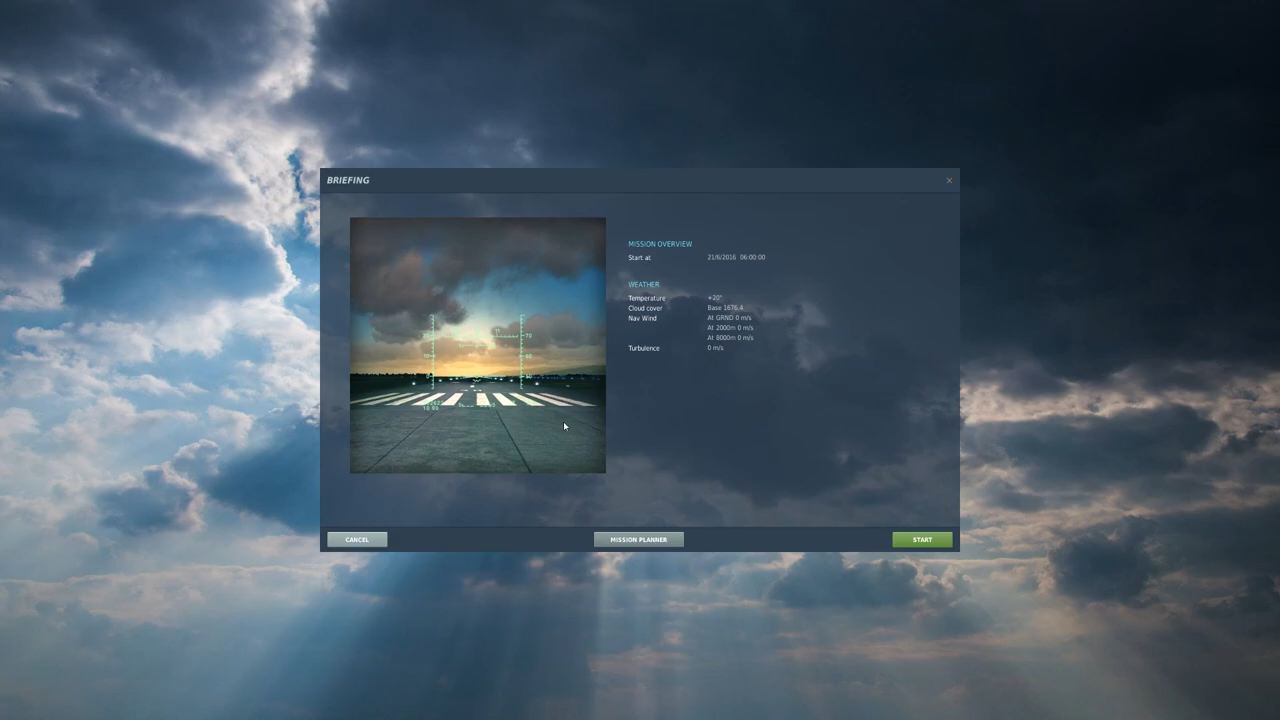 BRIEFING
MISSION OVERVIEW
Start at 21/6/2016 06:00:00
WEATHER
Temperature +20°
Cloud cover Base 1676.4
Nav Wind At GRND 0 m/s
At 2000m 0 m/s
At 8000m 0 m/s
Turbulence 0 m/s
CANCEL
MISSION PLANNER
START